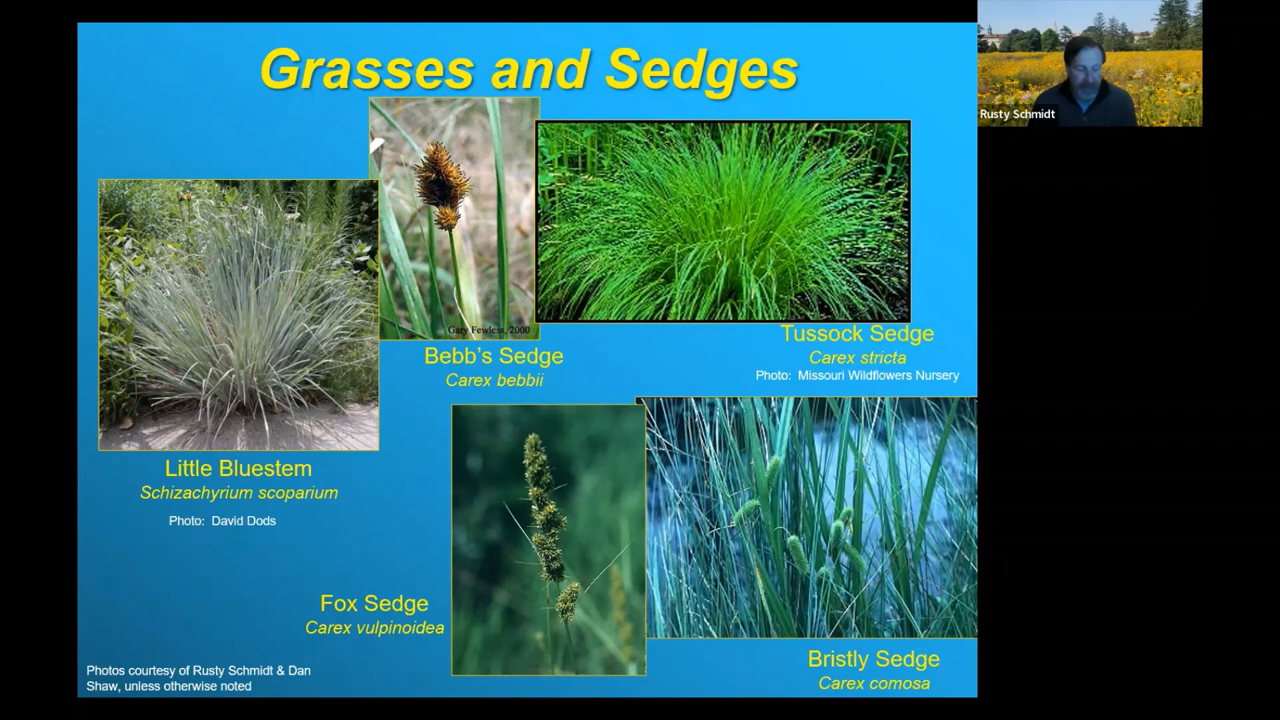 Grasses and Sedges
Rusty Schmidt
Gary Fewless, 2000
Tussock Sedge
Carex stricta
Photo: Missouri Wildflowers Nursery
Bebb's Sedge
Carex bebbii
Little Bluestem
Schizachyrium scoparium
Photo: David Dods
Fox Sedge
Carex vulpinoidea
Bristly Sedge
Carex comosa
Photos courtesy of Rusty Schmidt & Dan
Shaw, unless otherwise noted